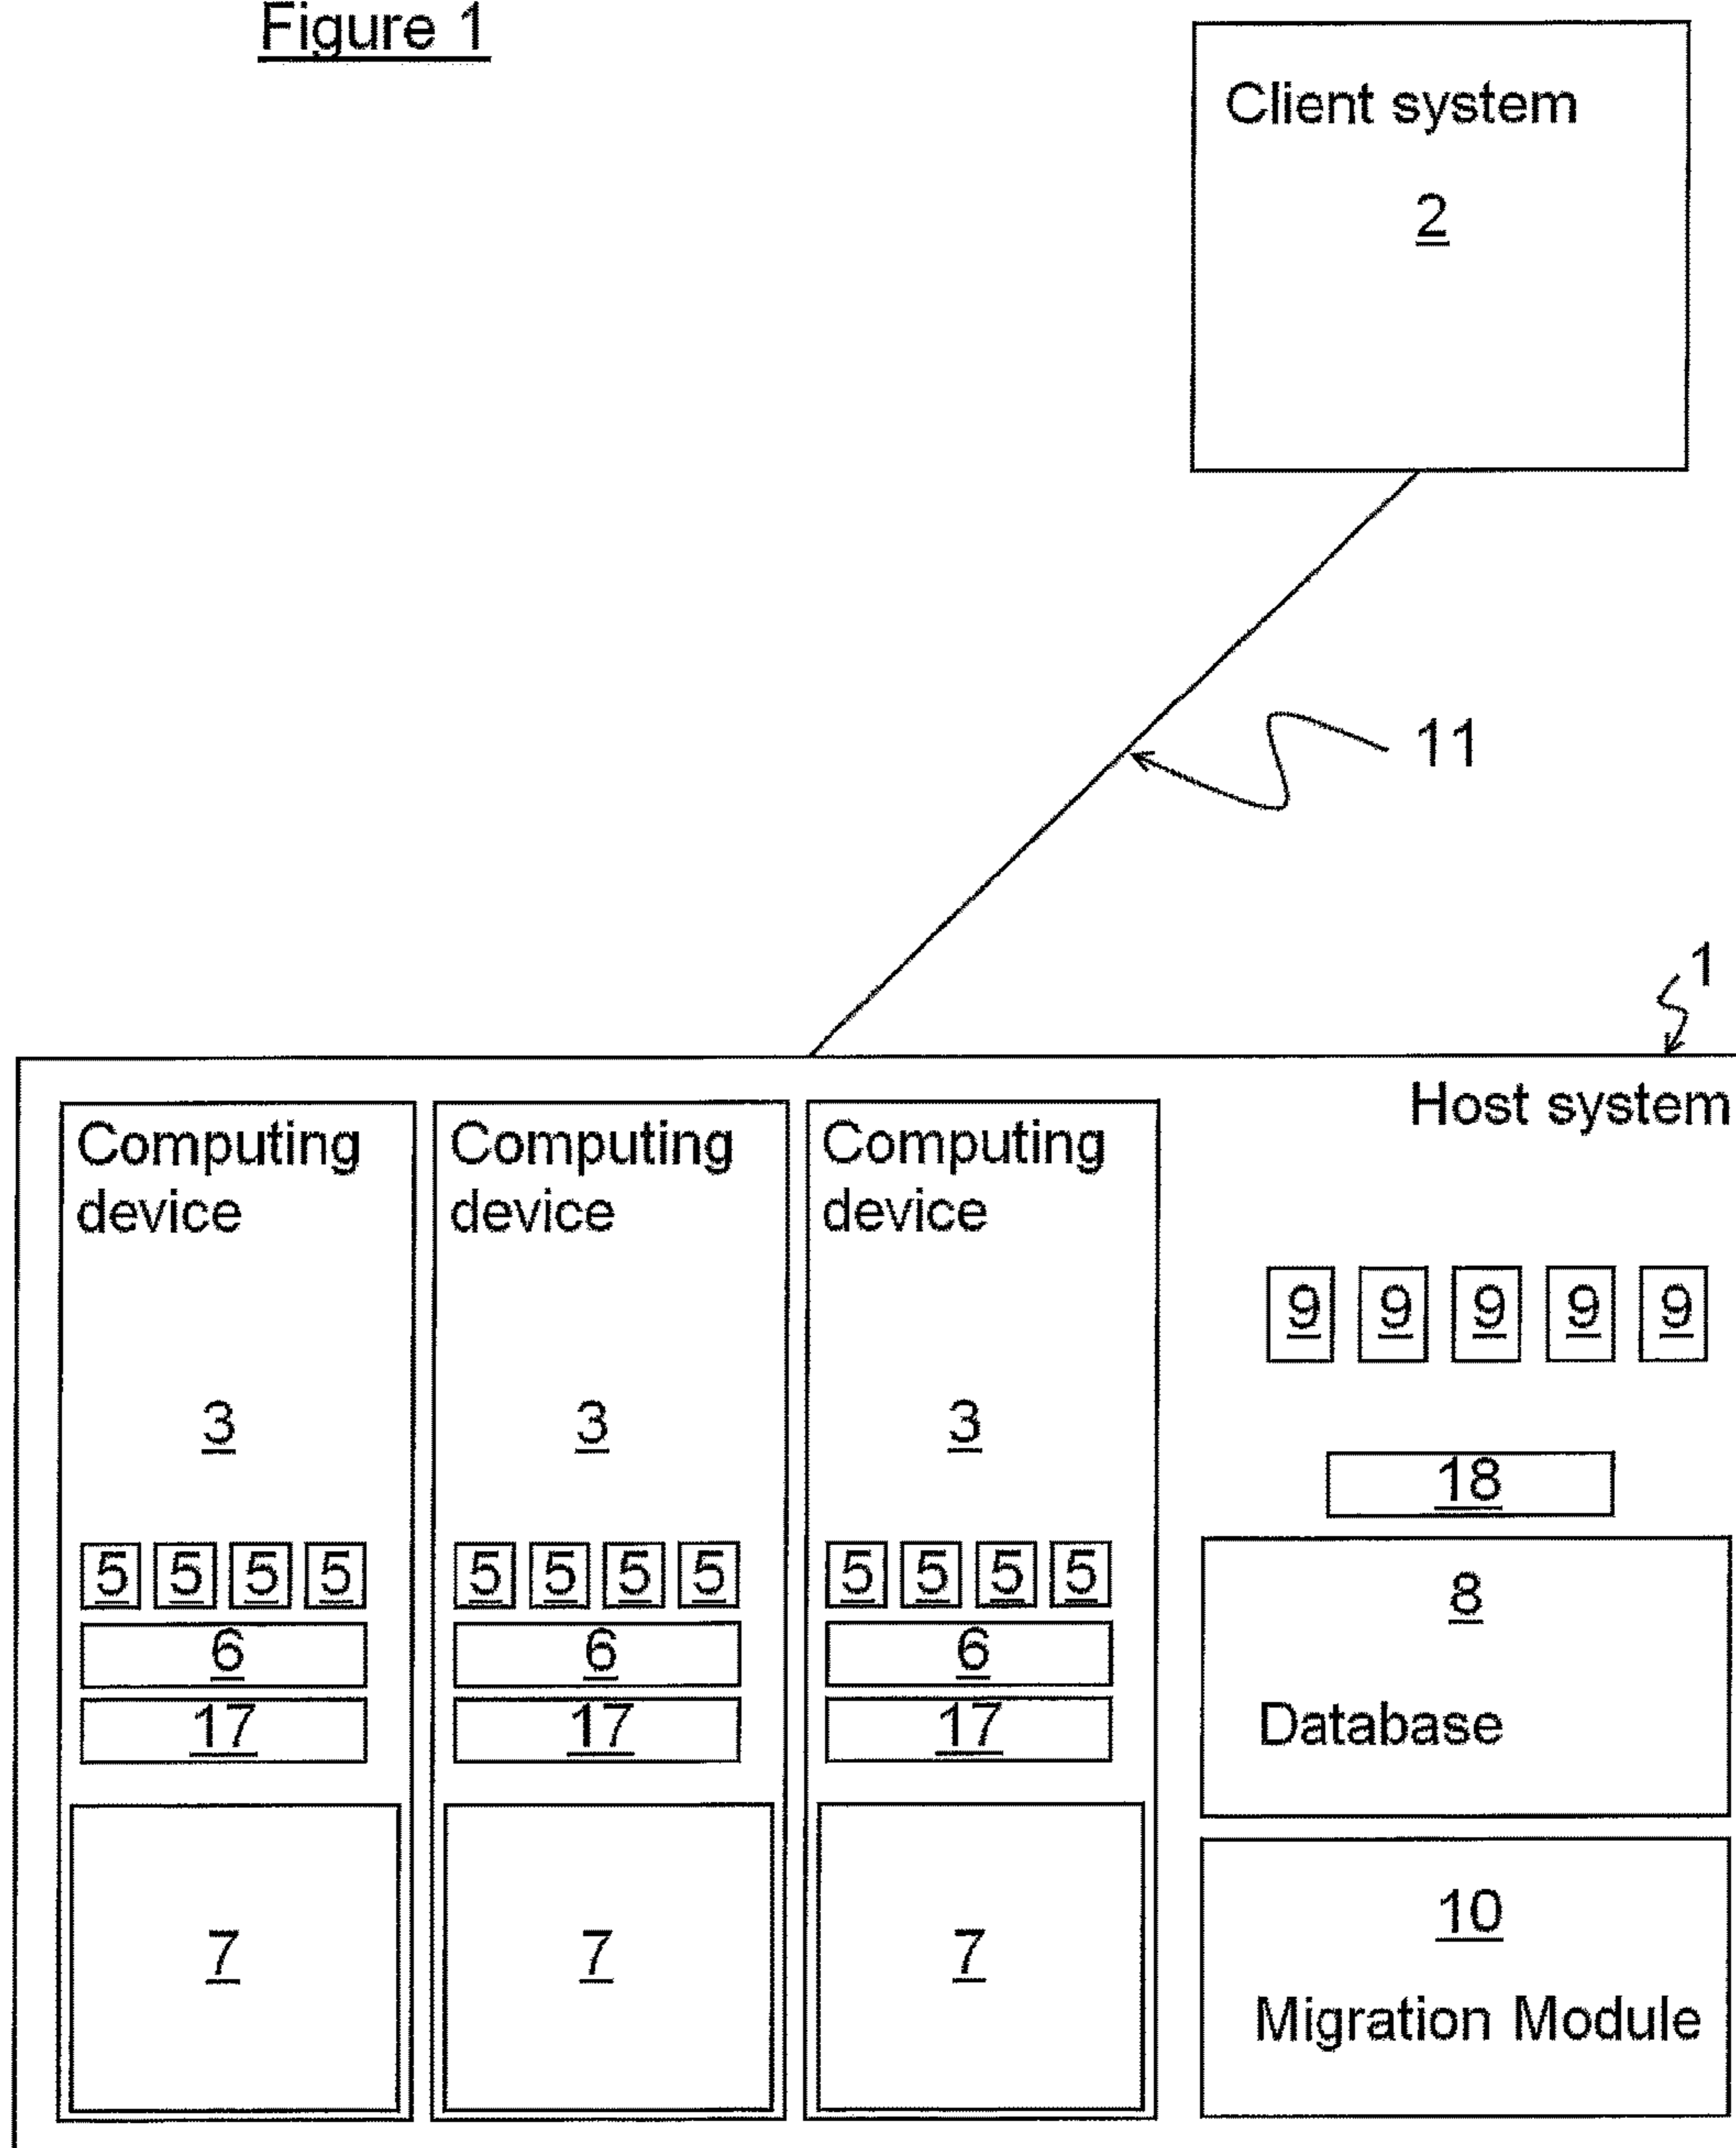 Figure 1
Client system
2
11
1
Host system
Computing device Computing device Computing device
9 9 9 9 9
3 3 3
18
5 5 5 5 5 5 5 5 5 5 5 5
8
6 6 6
17 17 17
Database
10
7 7 7
Migration Module